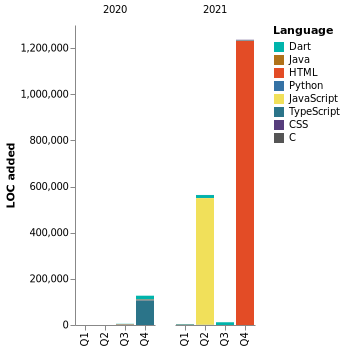 2020 2021
Language
Dart
Java
HTML
Python
JavaScript
TypeScript
CSS
C
LOC added
1,200,000
1,000,000
800,000
600,000
400,000
200,000
0
Q1 Q2 Q3 Q4 Q1 Q2 Q3 Q4